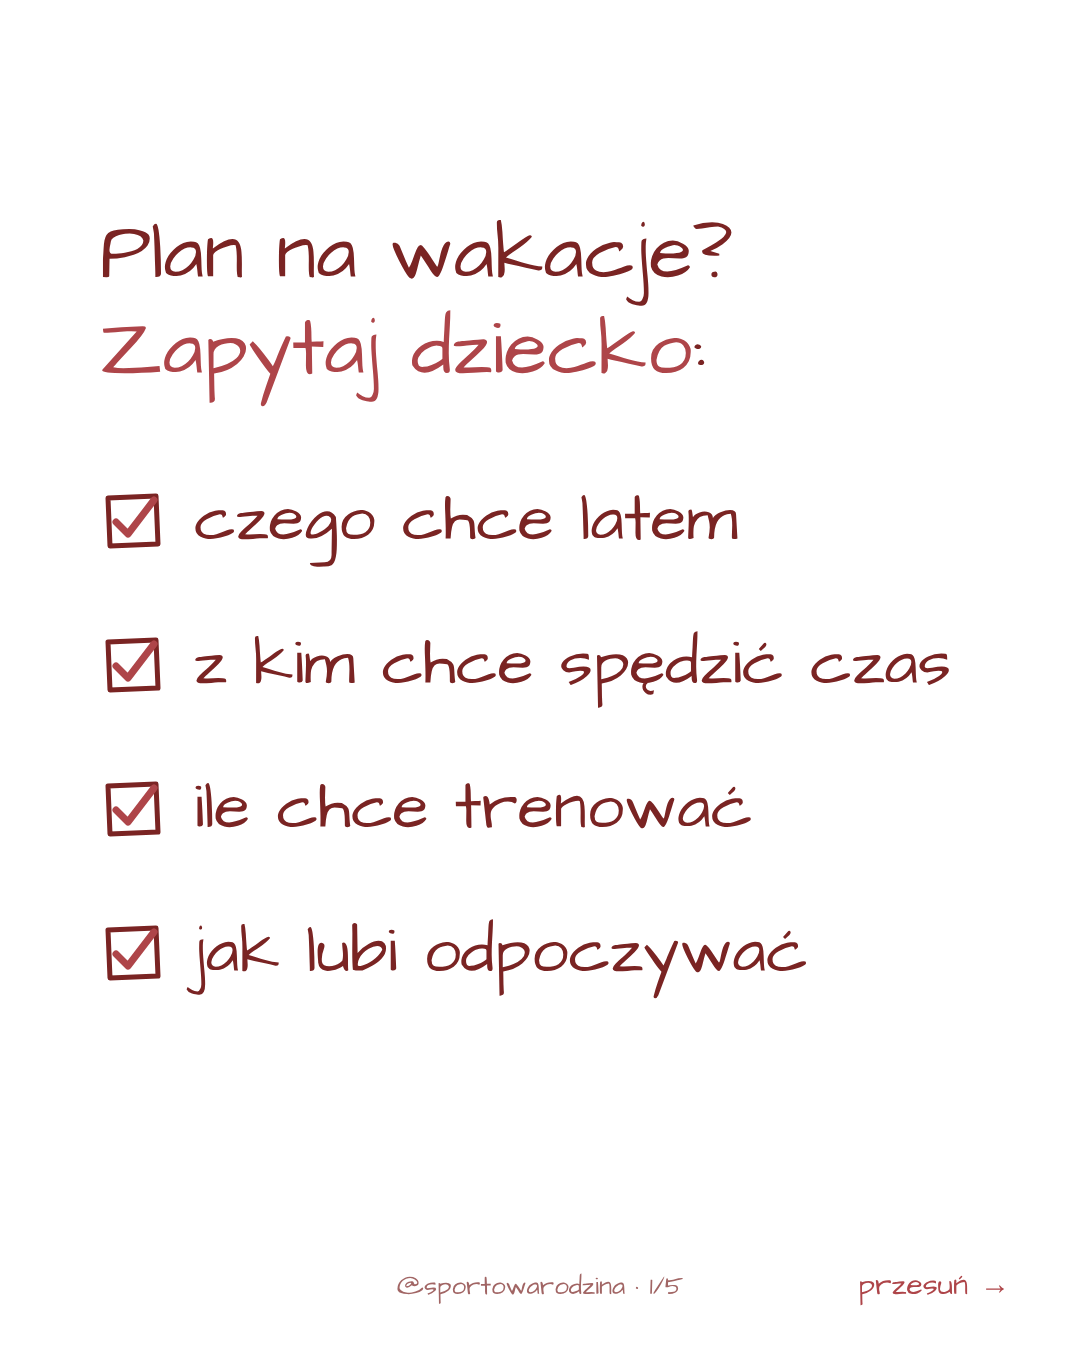 Plan na wakacje?
Zapytaj dziecko:
czego chce latem
z kim chce spędzić czas
ile chce trenować
jak lubi odpoczywać
@sportowarodzina · 1/5
przesuń →